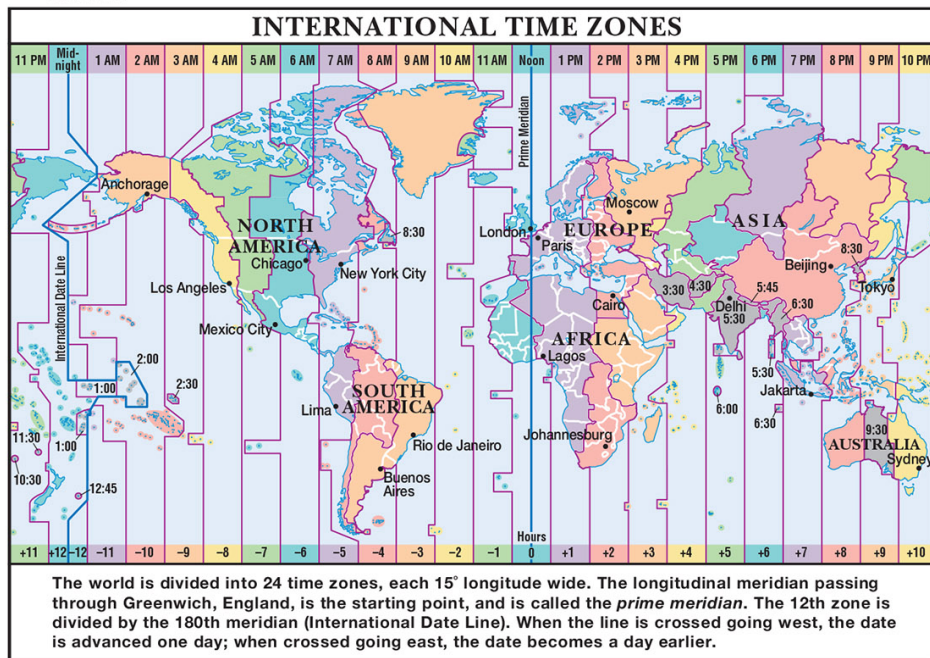 INTERNATIONAL TIME ZONES
11 PM Mid-night 1 AM 2 AM 3 AM 4 AM 5 AM 6 AM 7 AM 8 AM 9 AM 10 AM 11 AM Noon 1 PM 2 PM 3 PM 4 PM 5 PM 6 PM 7 PM 8 PM 9 PM 10 PM
International Date Line
Prime Meridian
Anchorage
NORTH
AMERICA
8:30
Chicago
New York City
Los Angeles
Mexico City
2:00
1:00
2:30
1:00
11:30
10:30
12:45
SOUTH
AMERICA
Lima
Rio de Janeiro
Buenos
Aires
London
Paris
EUROPE
Moscow
ASIA
Cairo
AFRICA
Lagos
Johannesburg
3:30
4:30
Delhi
5:30
5:45
6:30
Beijing
8:30
Tokyo
5:30
6:00
6:30
Jakarta
9:30
AUSTRALIA
Sydney
Hours
+11 +12 −12 −11 −10 −9 −8 −7 −6 −5 −4 −3 −2 −1 0 +1 +2 +3 +4 +5 +6 +7 +8 +9 +10
The world is divided into 24 time zones, each 15° longitude wide. The longitudinal meridian passing
through Greenwich, England, is the starting point, and is called the prime meridian. The 12th zone is
divided by the 180th meridian (International Date Line). When the line is crossed going west, the date
is advanced one day; when crossed going east, the date becomes a day earlier.